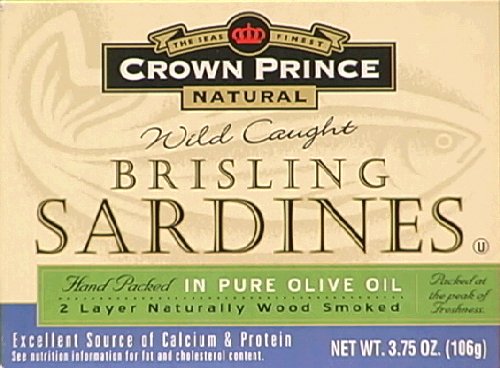 THE SEAS FINEST
CROWN PRINCE
NATURAL
Wild Caught
BRISLING
SARDINES
U
Hand Packed IN PURE OLIVE OIL
2 Layer Naturally Wood Smoked
Packed at
the peak of
Freshness.
Excellent Source of Calcium & Protein
See nutrition information for fat and cholesterol content.
NET WT. 3.75 OZ. (106g)